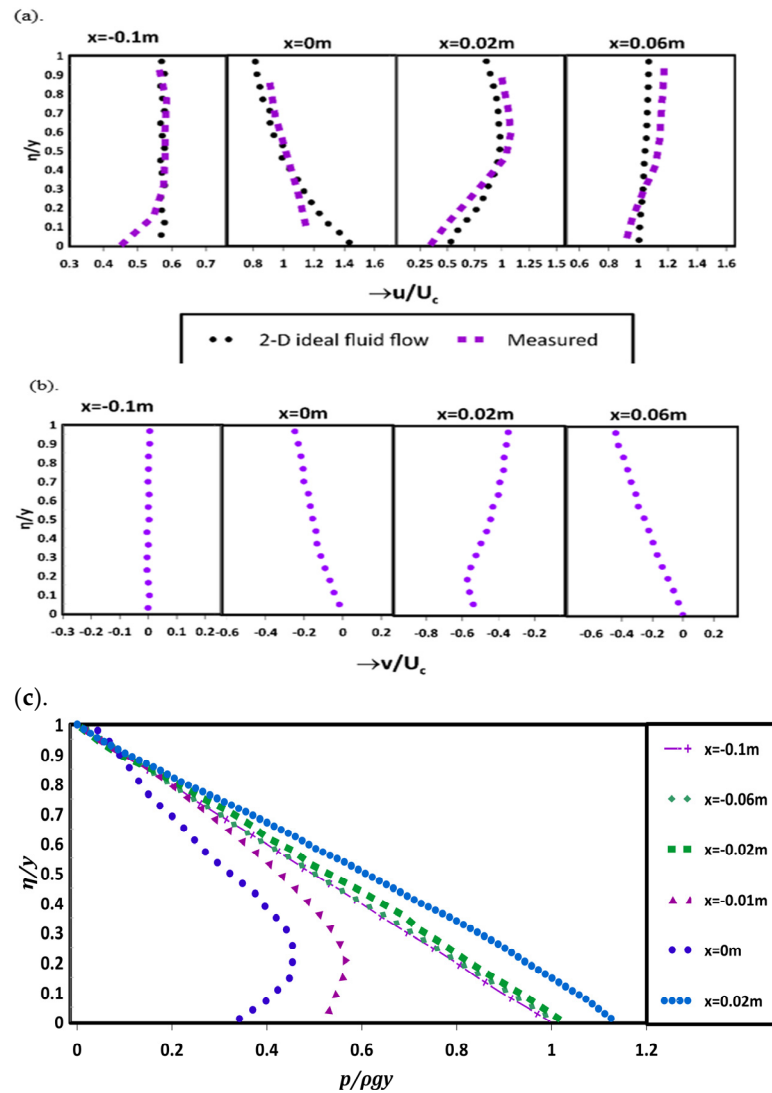 (a).
x=-0.1m x=0m x=0.02m x=0.06m
1
0.9
0.8
0.7
0.6
0.5
0.4
0.3
0.2
0.1
0
η/y
0.3 0.4 0.5 0.6 0.7 0.8 1 1.2 1.4 1.6 0.25 0.5 0.75 1 1.25 1.5 0.8 1 1.2 1.4 1.6
→u/Uc
2-D ideal fluid flow Measured
(b).
x=-0.1m x=0m x=0.02m x=0.06m
1
0.9
0.8
0.7
0.6
0.5
0.4
0.3
0.2
0.1
0
η/y
-0.3 -0.2 -0.1 0 0.1 0.2 -0.6 -0.4 -0.2 0 0.2 -0.8 -0.6 -0.4 -0.2 -0.6 -0.4 -0.2 0 0.2
→v/Uc
(c).
1
0.9
0.8
0.7
0.6
0.5
0.4
0.3
0.2
0.1
0
η/y
0 0.2 0.4 0.6 0.8 1 1.2
p/ρgy
x=-0.1m
x=-0.06m
x=-0.02m
x=-0.01m
x=0m
x=0.02m